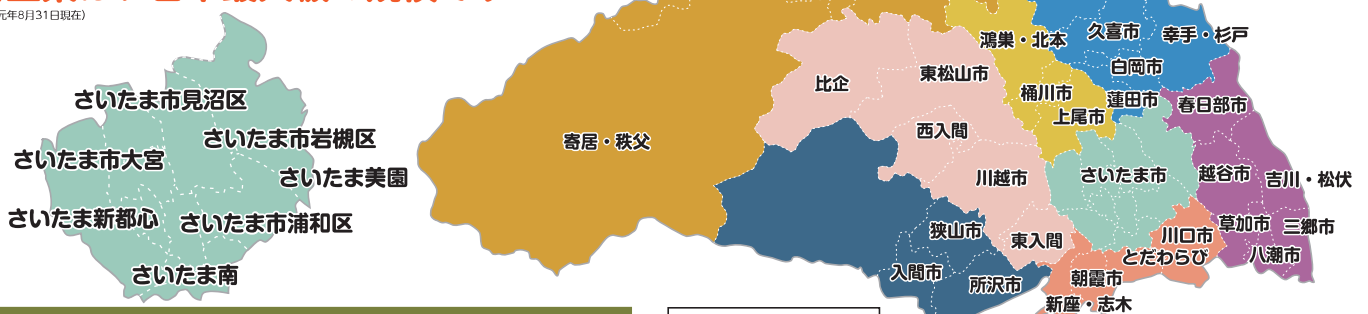 元年8月31日現在）
さいたま市見沼区
さいたま市岩槻区
さいたま市大宮
さいたま美園
さいたま新都心
さいたま市浦和区
さいたま南
寄居・秩父
比企
東松山市
西入間
川越市
東入間
狭山市
入間市
所沢市
鴻巣・北本
桶川市
上尾市
久喜市
幸手・杉戸
白岡市
蓮田市
春日部市
さいたま市
越谷市
吉川・松伏
草加市
三郷市
八潮市
川口市
とだわらび
朝霞市
新座・志木